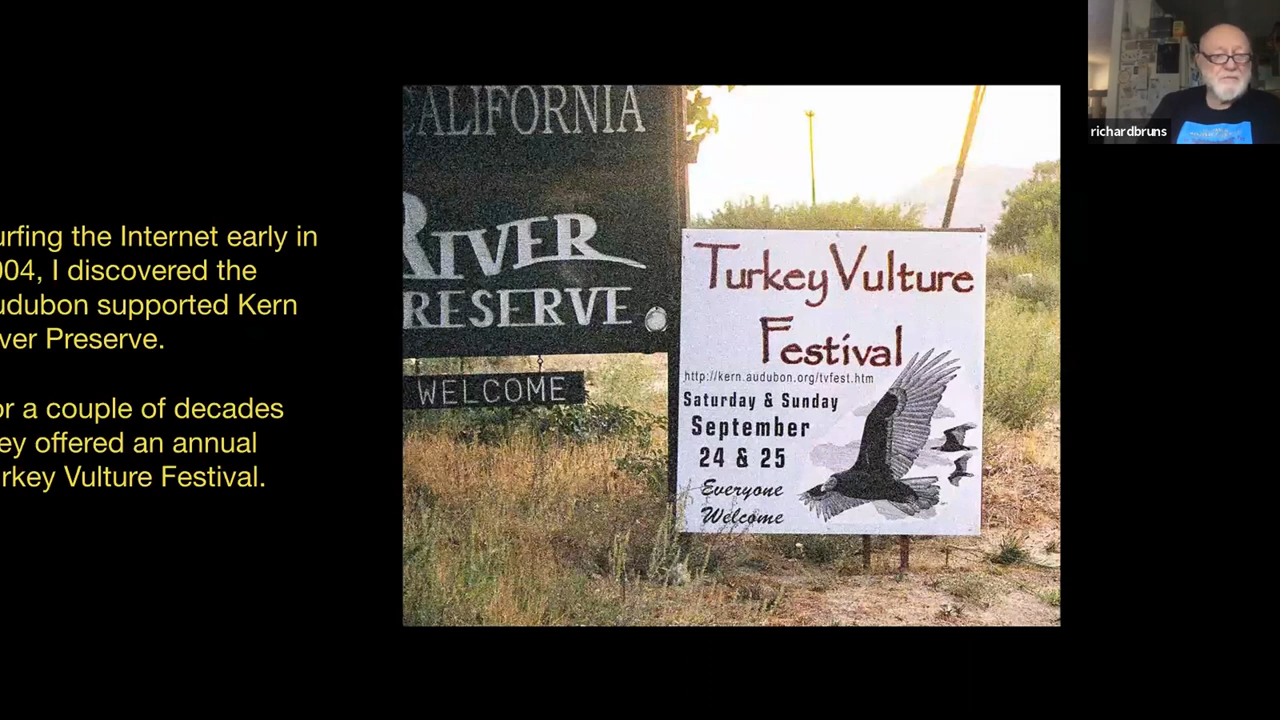 urfing the Internet early in
004, I discovered the
udubon supported Kern
ver Preserve.
or a couple of decades
ey offered an annual
rkey Vulture Festival.
CALIFORNIA
RIVER
RESERVE
WELCOME
Turkey Vulture
Festival
http://kern.audubon.org/tvfest.htm
Saturday & Sunday
September
24 & 25
Everyone
Welcome
richardbruns